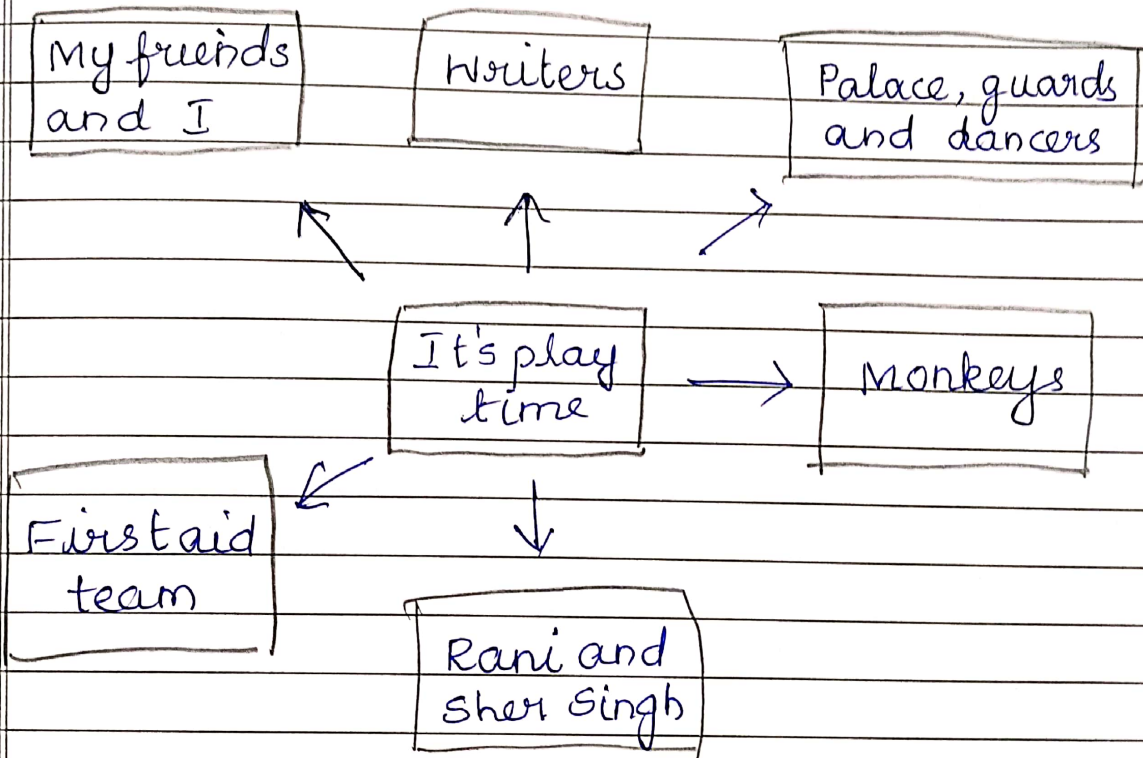 My friends
and I
Writers
Palace, guards
and dancers
It's play
time
Monkeys
First aid
team
Rani and
Sher Singh